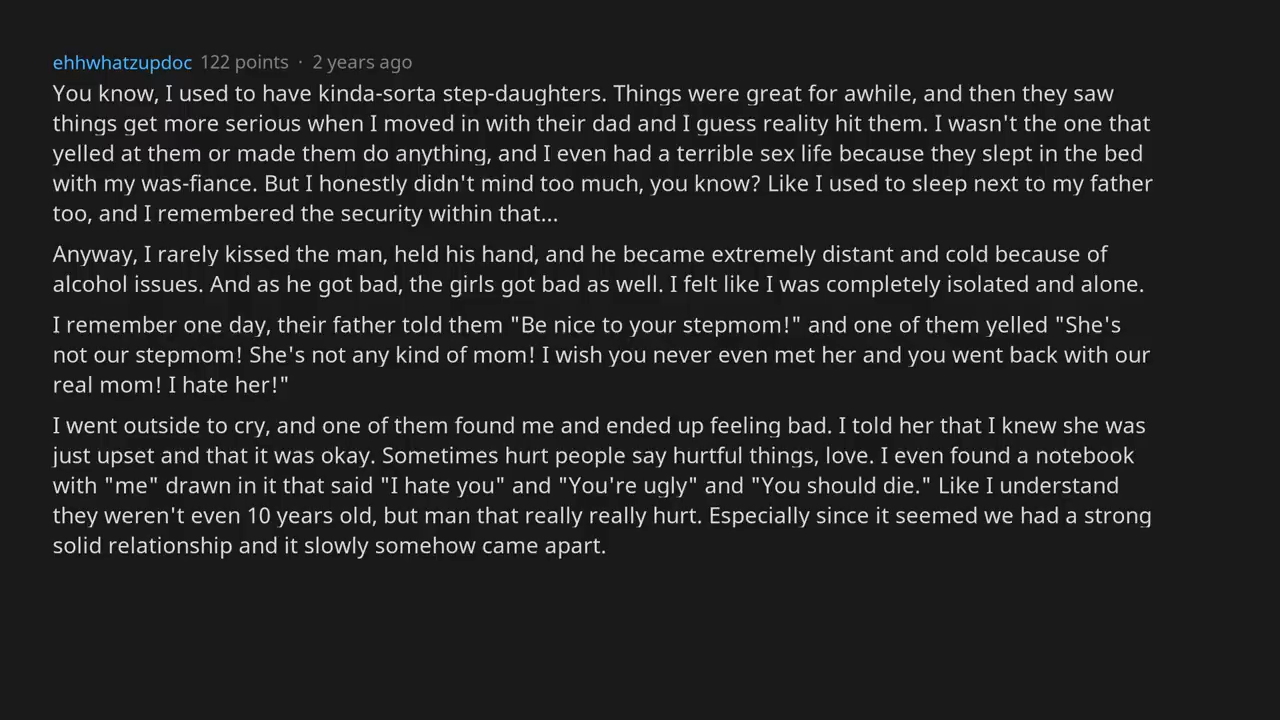 ehhwhatzupdoc 122 points · 2 years ago
You know, I used to have kinda-sorta step-daughters. Things were great for awhile, and then they saw
things get more serious when I moved in with their dad and I guess reality hit them. I wasn't the one that
yelled at them or made them do anything, and I even had a terrible sex life because they slept in the bed
with my was-fiance. But I honestly didn't mind too much, you know? Like I used to sleep next to my father
too, and I remembered the security within that...
Anyway, I rarely kissed the man, held his hand, and he became extremely distant and cold because of
alcohol issues. And as he got bad, the girls got bad as well. I felt like I was completely isolated and alone.
I remember one day, their father told them "Be nice to your stepmom!" and one of them yelled "She's
not our stepmom! She's not any kind of mom! I wish you never even met her and you went back with our
real mom! I hate her!"
I went outside to cry, and one of them found me and ended up feeling bad. I told her that I knew she was
just upset and that it was okay. Sometimes hurt people say hurtful things, love. I even found a notebook
with "me" drawn in it that said "I hate you" and "You're ugly" and "You should die." Like I understand
they weren't even 10 years old, but man that really really hurt. Especially since it seemed we had a strong
solid relationship and it slowly somehow came apart.